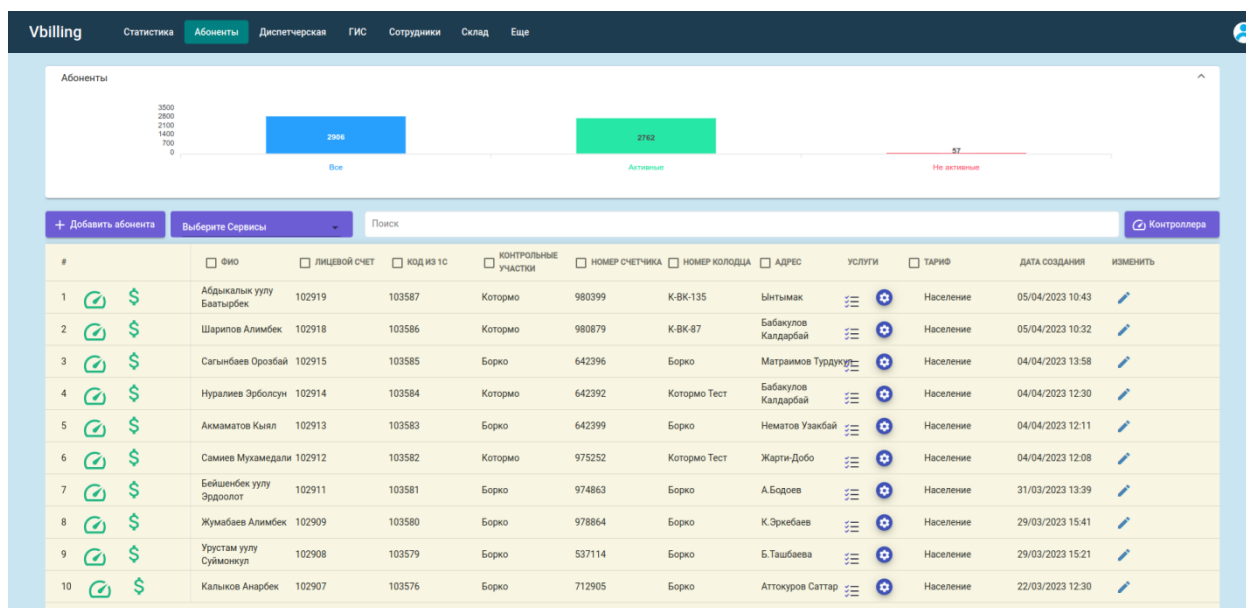 Vbilling Статистика Абоненты Диспетчерская ГИС Сотрудники Склад Еще
Абоненты
3500
2800
2100
1400
700
0
2906 2762 57
Все Активные Не активные
+ Добавить абонента Выберите Сервисы Поиск Контроллера
# ФИО ЛИЦЕВОЙ СЧЕТ КОД ИЗ 1С КОНТРОЛЬНЫЕ УЧАСТКИ НОМЕР СЧЕТЧИКА НОМЕР КОЛОДЦА АДРЕС УСЛУГИ ТАРИФ ДАТА СОЗДАНИЯ ИЗМЕНИТЬ
1 $ Абдыкалык уулу Баатырбек 102919 103587 Котормо 980399 К-ВК-135 Ынтымак Население 05/04/2023 10:43
2 $ Шарипов Алимбек 102918 103586 Котормо 980879 К-ВК-87 Бабакулов Калдарбай Население 05/04/2023 10:32
3 $ Сагынбаев Орозбай 102915 103585 Борко 642396 Борко Матраимов Турдукул Население 04/04/2023 13:58
4 $ Нуралиев Эрболсун 102914 103584 Котормо 642392 Котормо Тест Бабакулов Калдарбай Население 04/04/2023 12:30
5 $ Акмаматов Кыял 102913 103583 Борко 642399 Борко Нематов Узакбай Население 04/04/2023 12:11
6 $ Самиев Мухамедали 102912 103582 Котормо 975252 Котормо Тест Жарти-Добо Население 04/04/2023 12:08
7 $ Бейшенбек уулу Эрдоолот 102911 103581 Борко 974863 Борко А.Бодоев Население 31/03/2023 13:39
8 $ Жумабаев Алимбек 102909 103580 Борко 978864 Борко К.Эркебаев Население 29/03/2023 15:41
9 $ Урустам уулу Суймонкул 102908 103579 Борко 537114 Борко Б.Ташбаева Население 29/03/2023 15:21
10 $ Калыков Анарбек 102907 103576 Борко 712905 Борко Аттокуров Саттар Население 22/03/2023 12:30